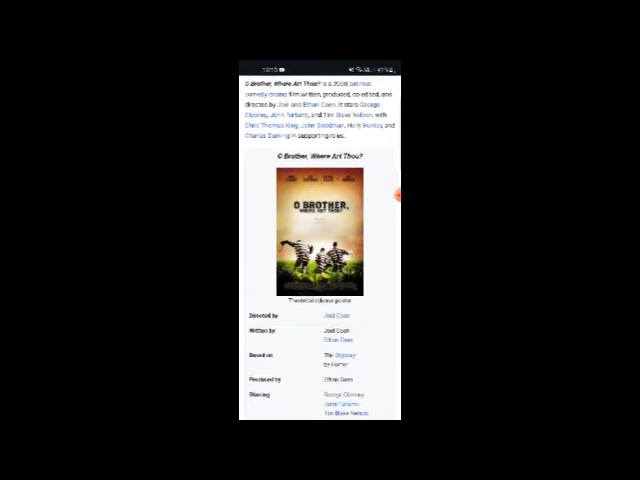 O Brother, Where Art Thou? is a 2000 satirical
comedy-drama film written, produced, co-edited, and
directed by Joel and Ethan Coen. It stars George
Clooney, John Turturro, and Tim Blake Nelson, with
Chris Thomas King, John Goodman, Holly Hunter, and
Charles Durning in supporting roles.
O Brother, Where Art Thou?
O BROTHER,
WHERE ART THOU?
Theatrical release poster
Directed by Joel Coen
Written by Joel Coen
Ethan Coen
Based on The Odyssey
by Homer
Produced by Ethan Coen
Starring George Clooney
John Turturro
Tim Blake Nelson